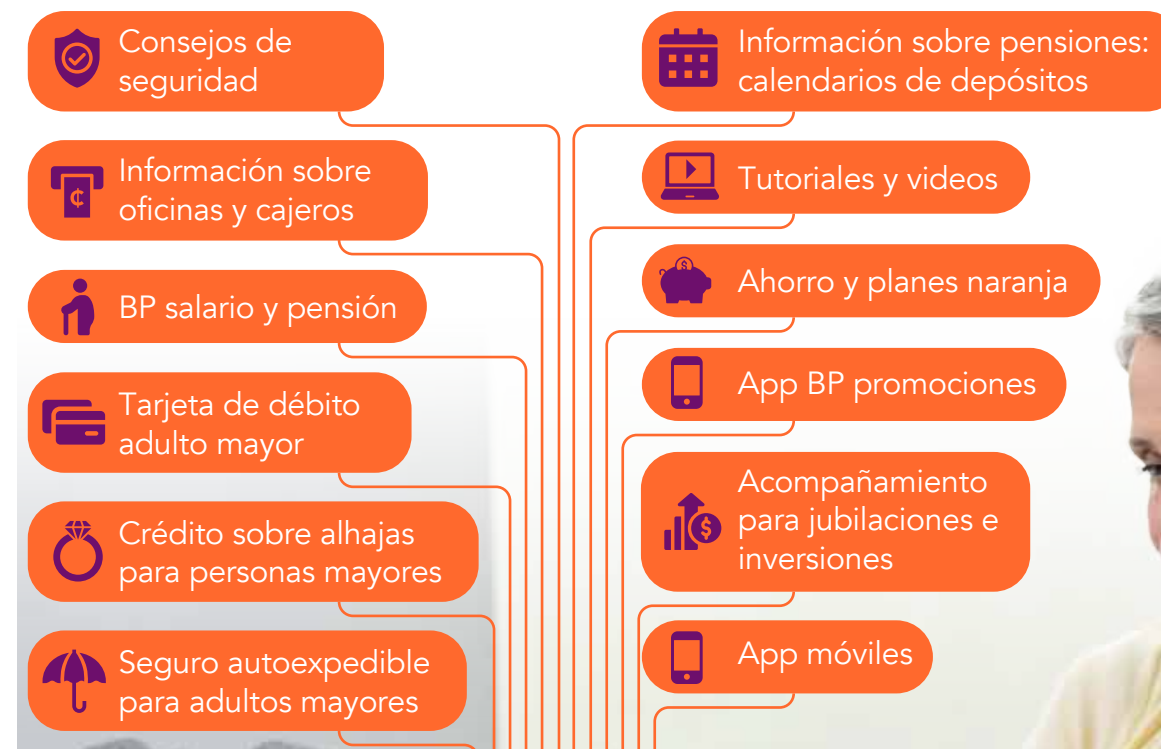 Consejos de
seguridad
Información sobre
oficinas y cajeros
BP salario y pensión
Tarjeta de débito
adulto mayor
Crédito sobre alhajas
para personas mayores
Seguro autoexpedible
para adultos mayores
Información sobre pensiones:
calendarios de depósitos
Tutoriales y videos
Ahorro y planes naranja
App BP promociones
Acompañamiento
para jubilaciones e
inversiones
App móviles